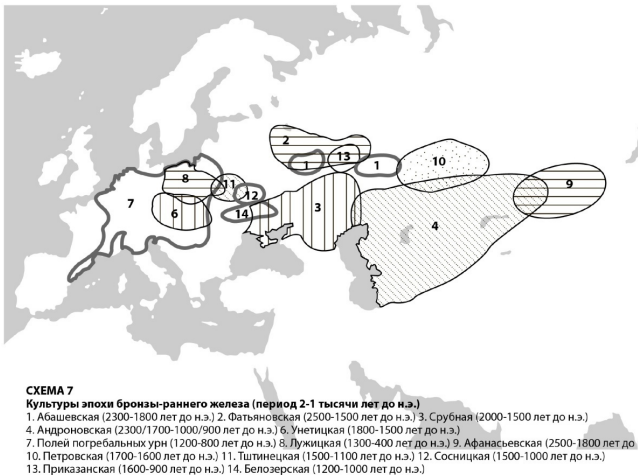 2
1
13
1
10
8
11
12
9
7
6
14
3
4
СХЕМА 7
Культуры эпохи бронзы-раннего железа (период 2-1 тысячи лет до н.э.)
1. Абашевская (2300-1800 лет до н.э.) 2. Фатьяновская (2500-1500 лет до н.э.) 3. Срубная (2000-1500 лет до н.э.)
4. Андроновская (2300/1700-1000/900 лет до н.э.) 6. Унетицкая (1800-1500 лет до н.э.)
7. Полей погребальных урн (1200-800 лет до н.э.) 8. Лужицкая (1300-400 лет до н.э.) 9. Афанасьевская (2500-1800 лет до
10. Петровская (1700-1600 лет до н.э.) 11. Тштинецкая (1500-1100 лет до н.э.) 12. Сосницкая (1500-1000 лет до н.э.)
13. Приказанская (1600-900 лет до н.э.) 14. Белозерская (1200-1000 лет до н.э.)